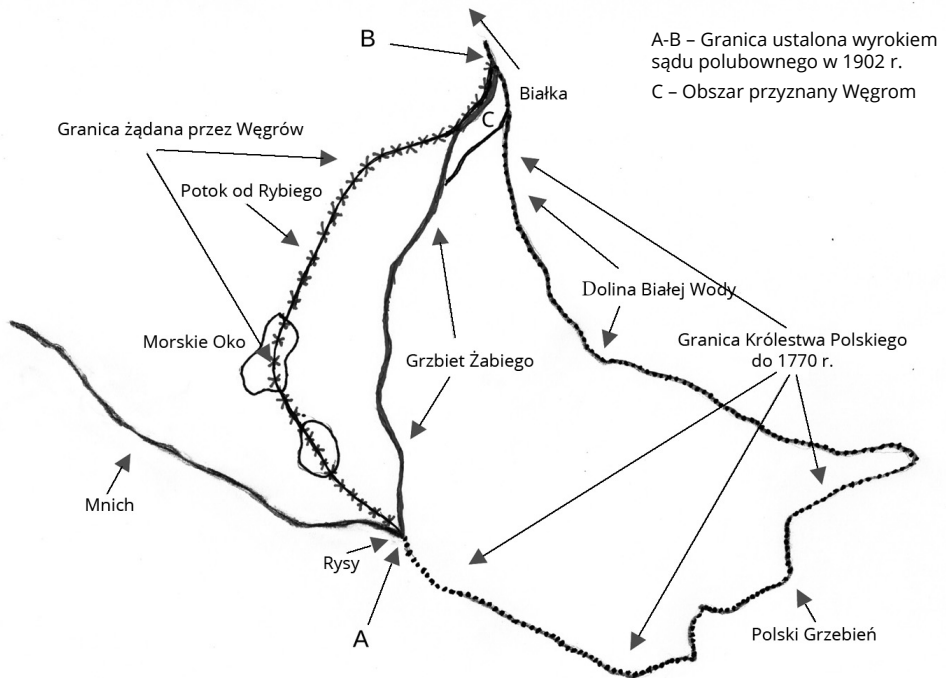 A-B – Granica ustalona wyrokiem
sądu polubownego w 1902 r.
C – Obszar przyznany Węgrom
B
Białka
C
Granica żądana przez Węgrów
Potok od Rybiego
Dolina Białej Wody
Morskie Oko
Grzbiet Żabiego
Granica Królestwa Polskiego
do 1770 r.
Mnich
Rysy
A
Polski Grzebień